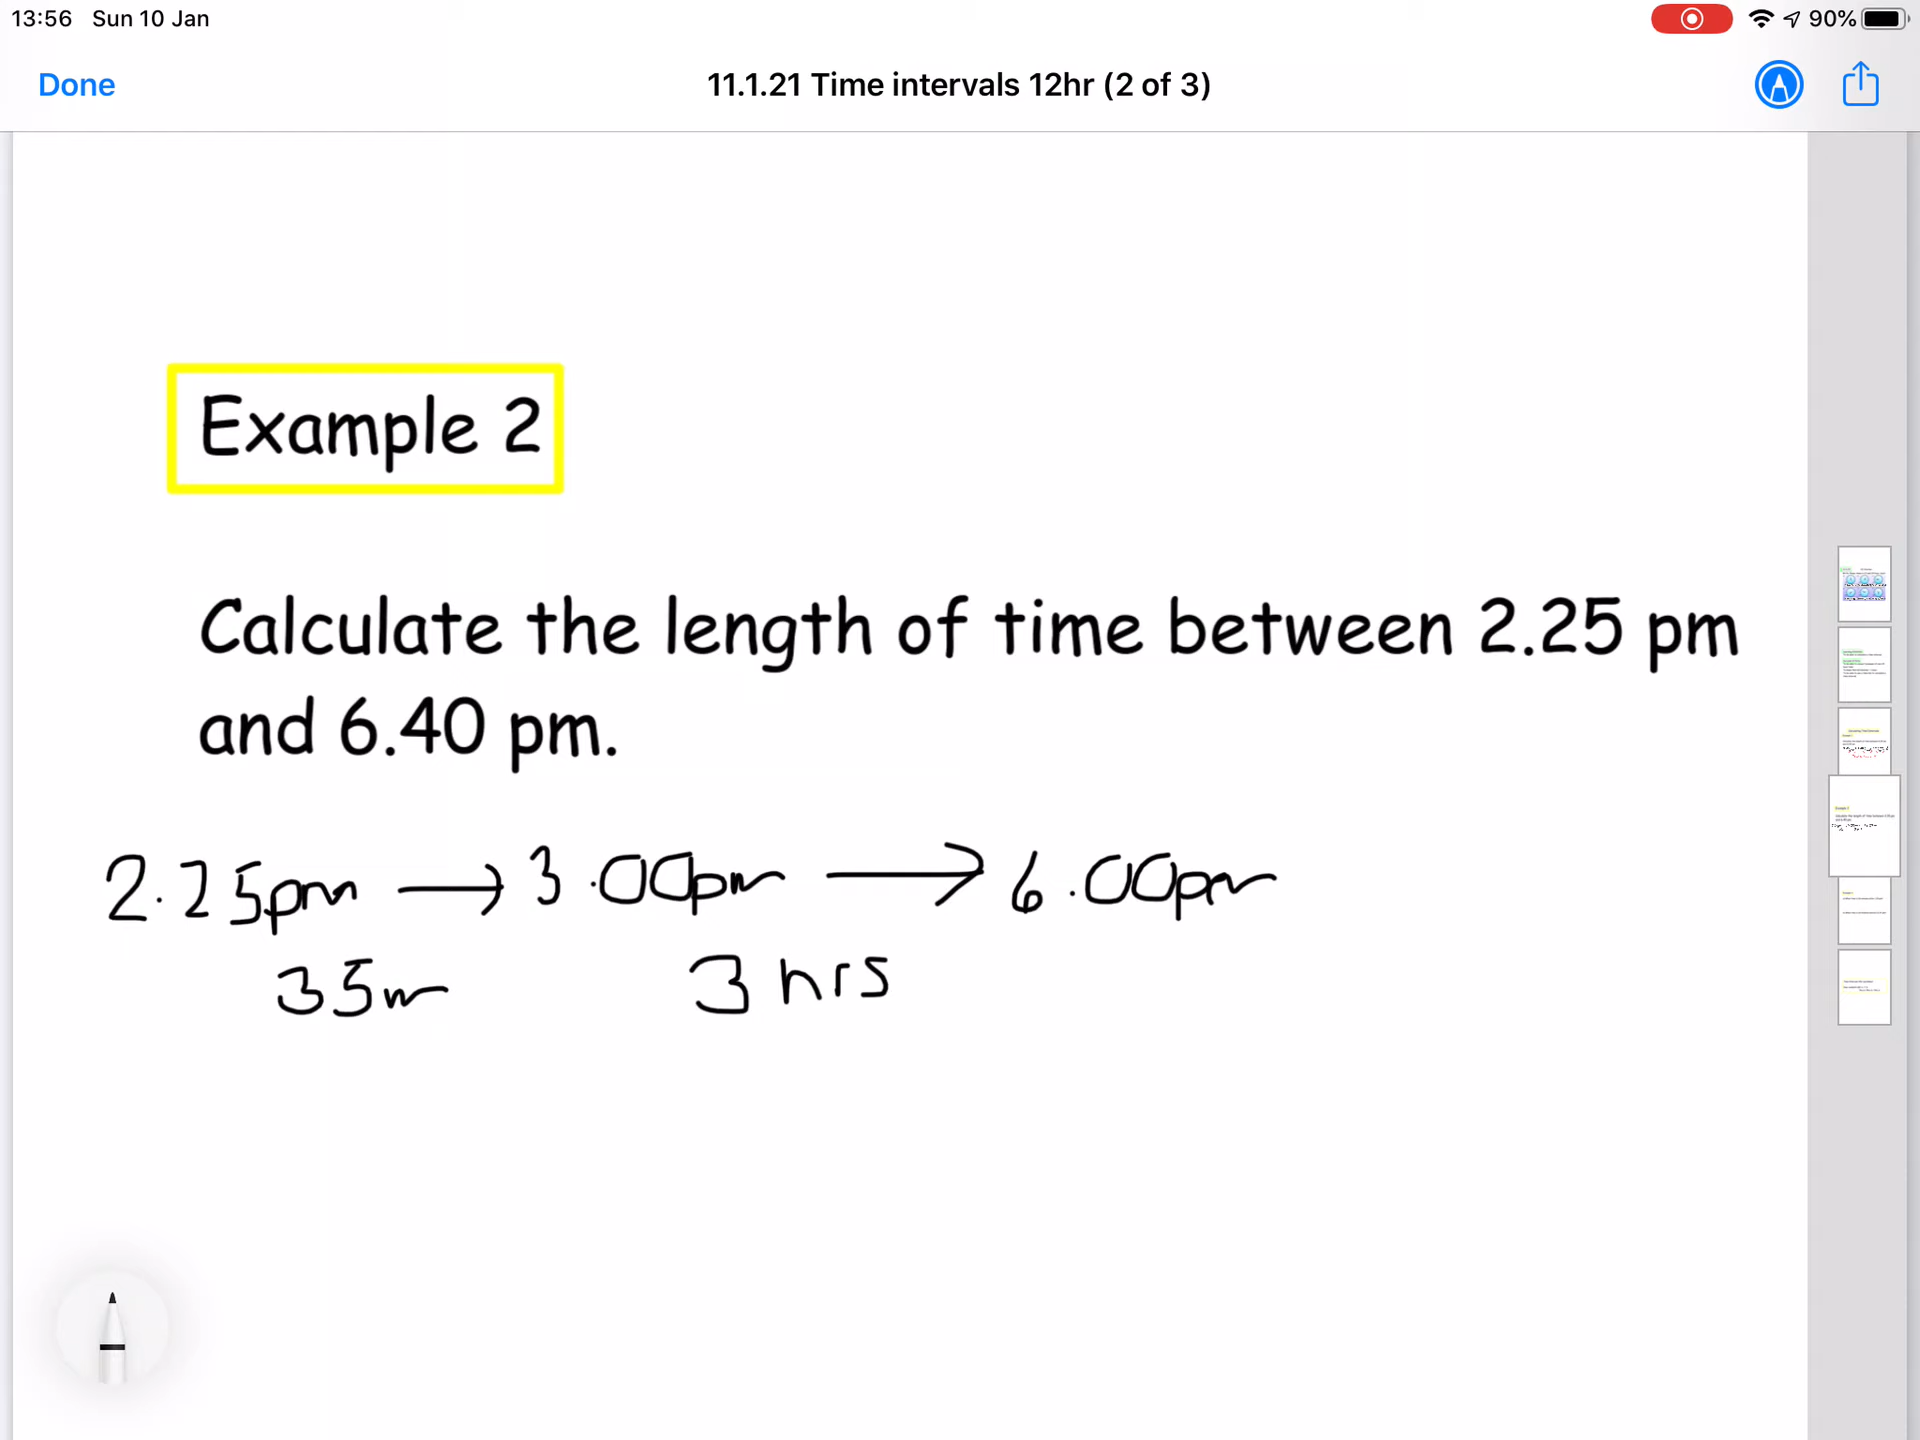 13:56 Sun 10 Jan
90%
Done
11.1.21 Time intervals 12hr (2 of 3)
Example 2
Calculate the length of time between 2.25 pm
and 6.40 pm.
2.25pm → 3.00pm → 6.00pm
35m 3 hrs